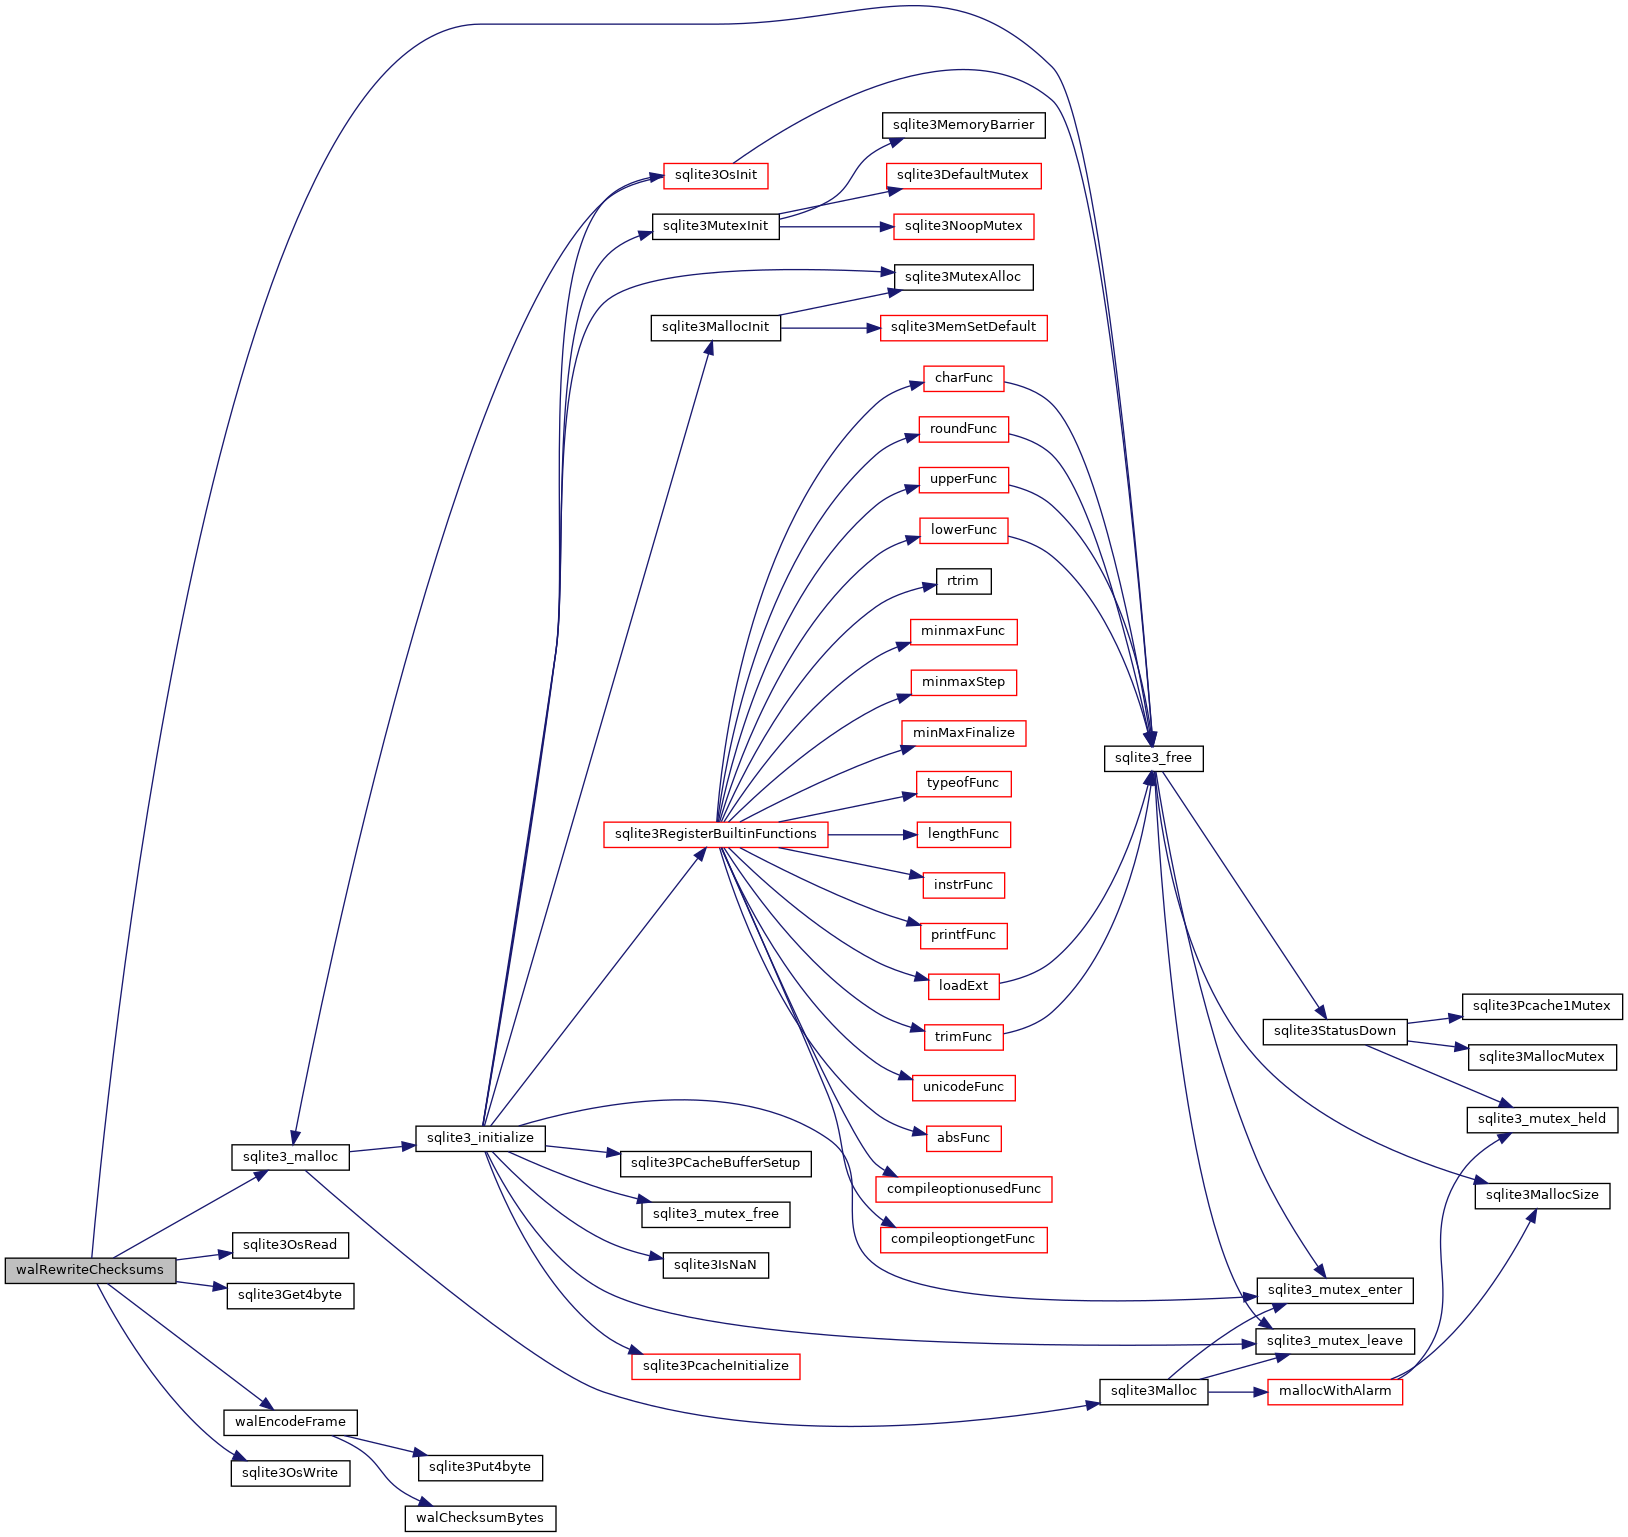 sqlite3MemoryBarrier
sqlite3OsInit
sqlite3DefaultMutex
sqlite3MutexInit
sqlite3NoopMutex
sqlite3MutexAlloc
sqlite3MallocInit
sqlite3MemSetDefault
charFunc
roundFunc
upperFunc
lowerFunc
rtrim
minmaxFunc
minmaxStep
minMaxFinalize
sqlite3_free
typeofFunc
sqlite3RegisterBuiltinFunctions
lengthFunc
instrFunc
printfFunc
loadExt
sqlite3Pcache1Mutex
trimFunc
sqlite3StatusDown
sqlite3MallocMutex
unicodeFunc
sqlite3_mutex_held
sqlite3_initialize
absFunc
sqlite3_malloc
sqlite3PCacheBufferSetup
compileoptionusedFunc
sqlite3MallocSize
sqlite3_mutex_free
compileoptiongetFunc
sqlite3OsRead
sqlite3IsNaN
walRewriteChecksums
sqlite3Get4byte
sqlite3_mutex_enter
sqlite3_mutex_leave
sqlite3PcacheInitialize
sqlite3Malloc
mallocWithAlarm
walEncodeFrame
sqlite3Put4byte
sqlite3OsWrite
walChecksumBytes